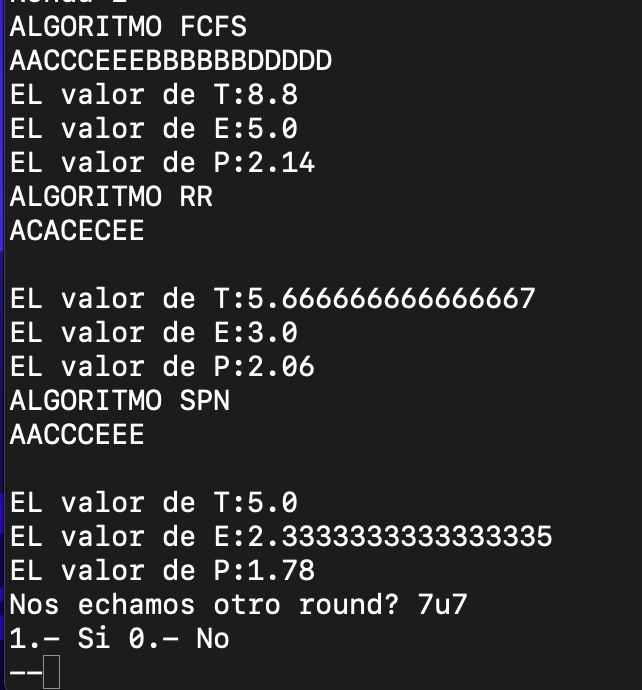 ALGORITMO FCFS
AACCCEEEBBBBBBDDDDD
EL valor de T:8.8
EL valor de E:5.0
EL valor de P:2.14
ALGORITMO RR
ACACECEE
EL valor de T:5.666666666666667
EL valor de E:3.0
EL valor de P:2.06
ALGORITMO SPN
AACCCEEE
EL valor de T:5.0
EL valor de E:2.3333333333333335
EL valor de P:1.78
Nos echamos otro round? 7u7
1.- Si 0.- No
--